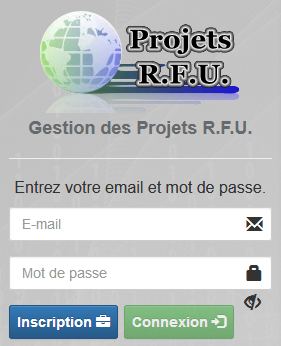 Projets
R.F.U.
Gestion des Projets R.F.U.
Entrez votre email et mot de passe.
E-mail
Mot de passe
Inscription
Connexion